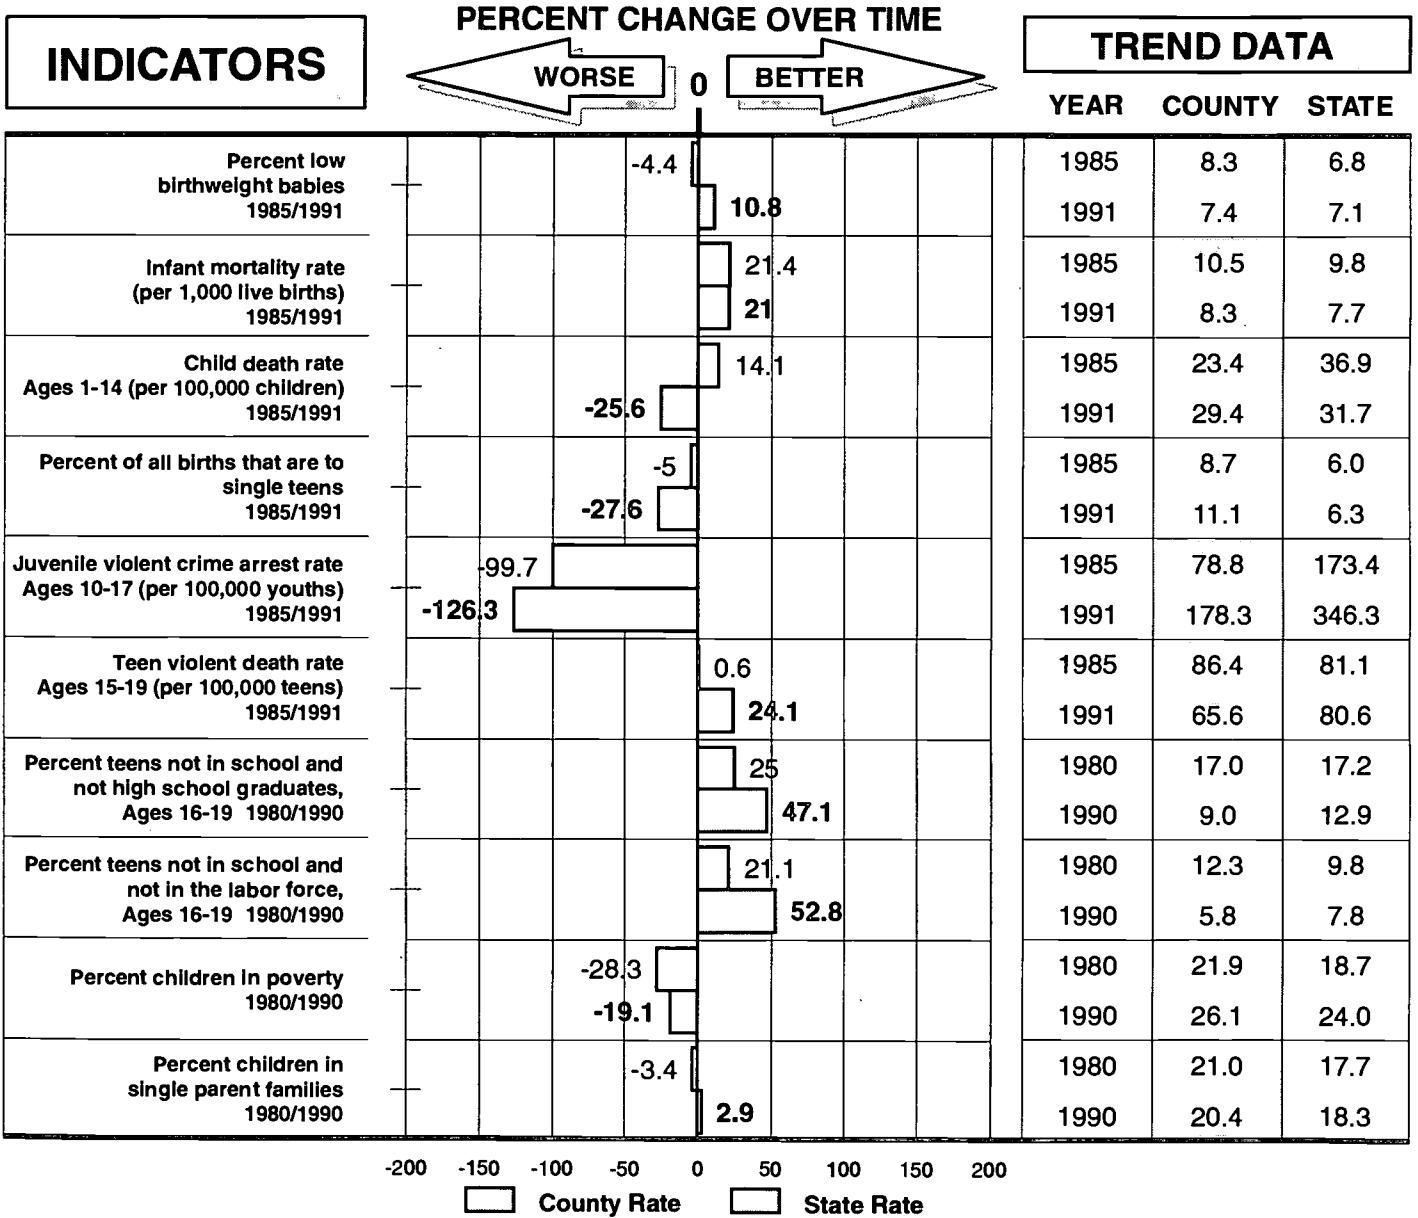 PERCENT CHANGE OVER TIME
INDICATORS
WORSE
0
BETTER
TREND DATA
YEAR COUNTY STATE
Percent low
birthweight babies
1985/1991
-4.4
10.8
1985 8.3 6.8
1991 7.4 7.1
Infant mortality rate
(per 1,000 live births)
1985/1991
21.4
21
1985 10.5 9.8
1991 8.3 7.7
Child death rate
Ages 1-14 (per 100,000 children)
1985/1991
14.1
-25.6
1985 23.4 36.9
1991 29.4 31.7
Percent of all births that are to
single teens
1985/1991
-5
-27.6
1985 8.7 6.0
1991 11.1 6.3
Juvenile violent crime arrest rate
Ages 10-17 (per 100,000 youths)
1985/1991
-99.7
-126.3
1985 78.8 173.4
1991 178.3 346.3
Teen violent death rate
Ages 15-19 (per 100,000 teens)
1985/1991
0.6
24.1
1985 86.4 81.1
1991 65.6 80.6
Percent teens not in school and
not high school graduates,
Ages 16-19 1980/1990
25
47.1
1980 17.0 17.2
1990 9.0 12.9
Percent teens not in school and
not in the labor force,
Ages 16-19 1980/1990
21.1
52.8
1980 12.3 9.8
1990 5.8 7.8
Percent children in poverty
1980/1990
-28.3
-19.1
1980 21.9 18.7
1990 26.1 24.0
Percent children in
single parent families
1980/1990
-3.4
2.9
1980 21.0 17.7
1990 20.4 18.3
-200 -150 -100 -50 0 50 100 150 200
County Rate State Rate